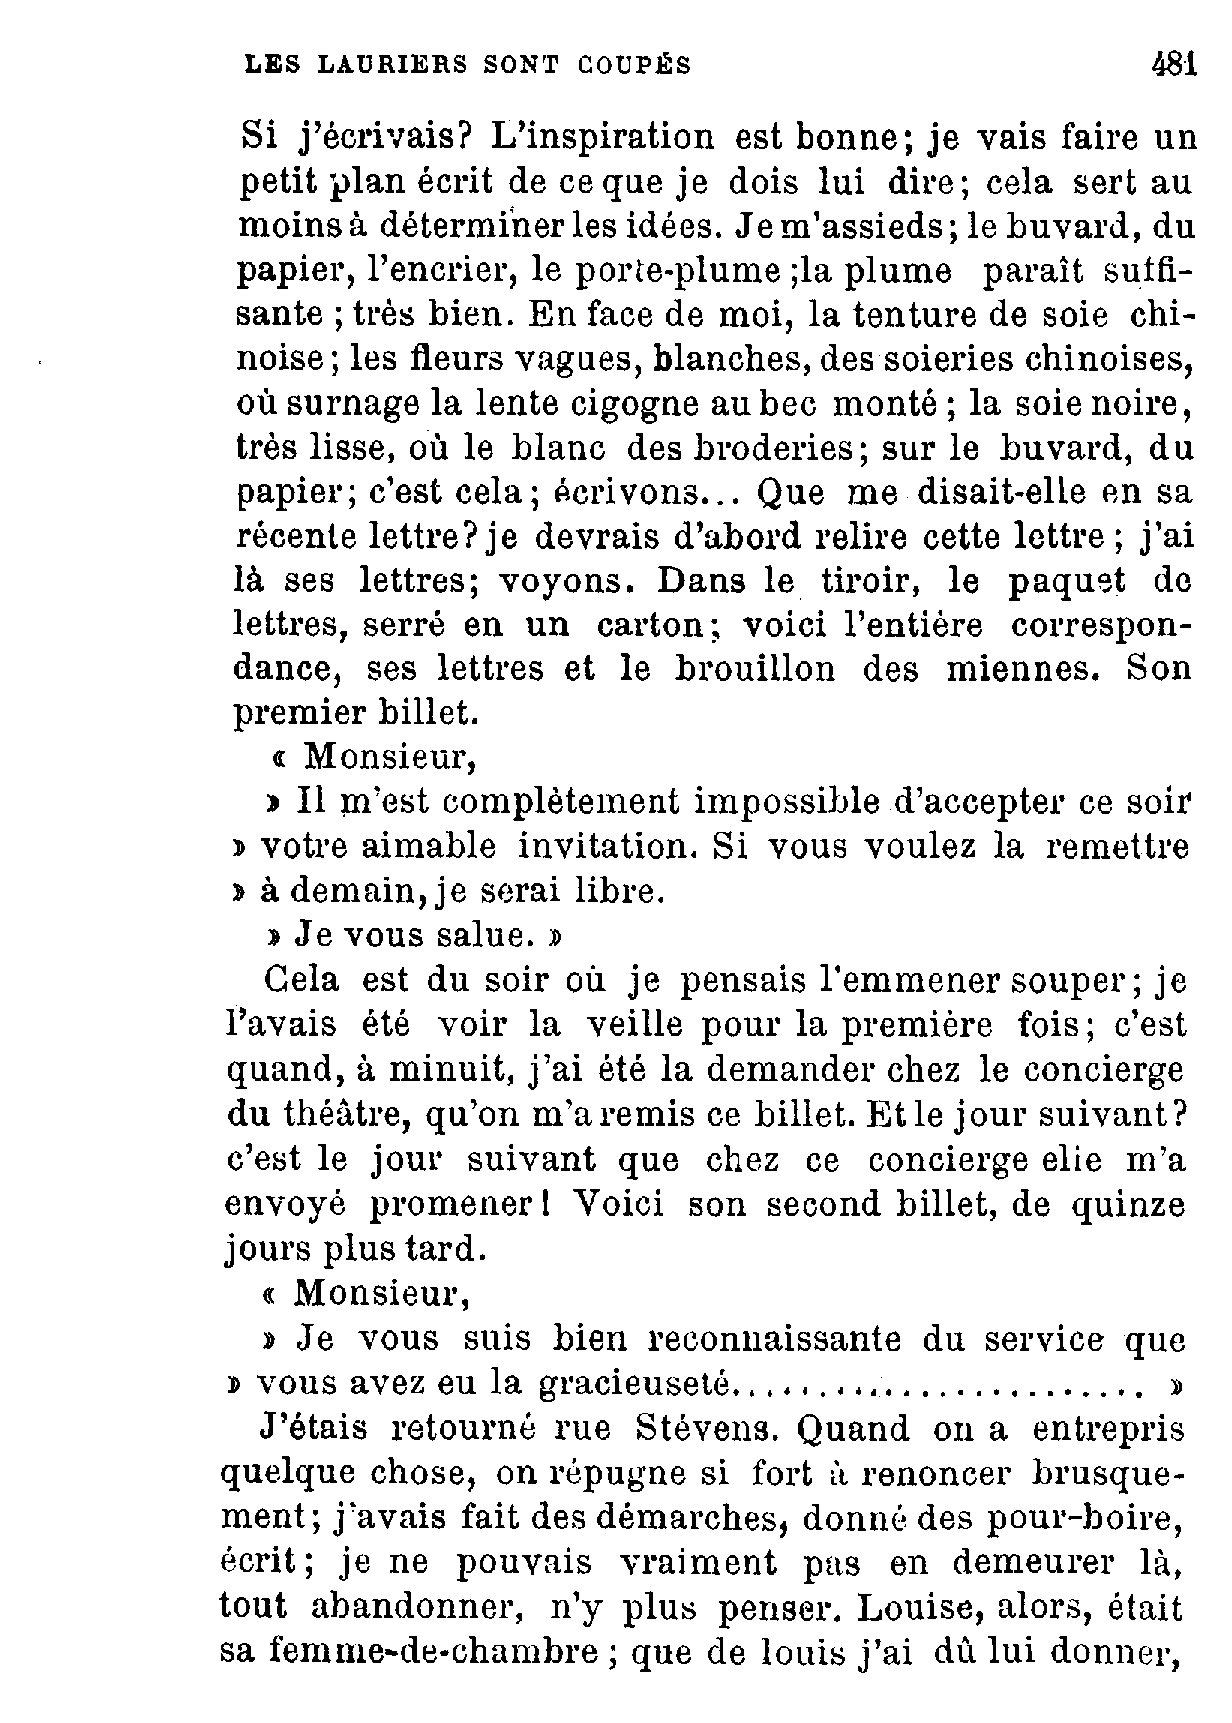 LES LAURIERS SONT COUPÉS 481
Si j'écrivais? L'inspiration est bonne; je vais faire un
petit plan écrit de ce que je dois lui dire; cela sert au
moins à déterminer les idées. Je m'assieds; le buvard, du
papier, l'encrier, le porte-plume ;la plume paraît suffi-
sante ; très bien. En face de moi, la tenture de soie chi-
noise; les fleurs vagues, blanches, des soieries chinoises,
où surnage la lente cigogne au bec monté ; la soie noire,
très lisse, où le blanc des broderies; sur le buvard, du
papier; c'est cela; écrivons... Que me disait-elle en sa
récente lettre? je devrais d'abord relire cette lettre ; j'ai
là ses lettres; voyons. Dans le tiroir, le paquet de
lettres, serré en un carton; voici l'entière correspon-
dance, ses lettres et le brouillon des miennes. Son
premier billet.
« Monsieur,
» Il m'est complètement impossible d'accepter ce soir
» votre aimable invitation. Si vous voulez la remettre
» à demain, je serai libre.
» Je vous salue. »
Cela est du soir où je pensais l'emmener souper; je
l'avais été voir la veille pour la première fois; c'est
quand, à minuit, j'ai été la demander chez le concierge
du théâtre, qu'on m'a remis ce billet. Et le jour suivant?
c'est le jour suivant que chez ce concierge elle m'a
envoyé promener! Voici son second billet, de quinze
jours plus tard.
« Monsieur,
» Je vous suis bien reconnaissante du service que
» vous avez eu la gracieuseté........................ »
J'étais retourné rue Stévens. Quand on a entrepris
quelque chose, on répugne si fort à renoncer brusque-
ment; j'avais fait des démarches, donné des pour-boire,
écrit; je ne pouvais vraiment pas en demeurer là,
tout abandonner, n'y plus penser. Louise, alors, était
sa femme-de-chambre ; que de louis j'ai dû lui donner,